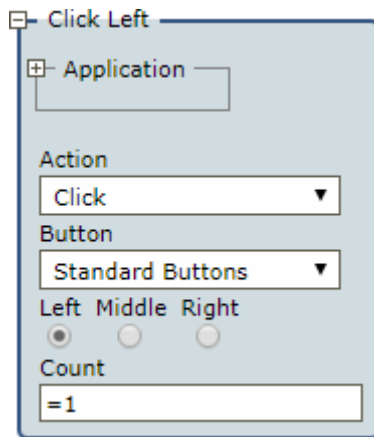 Click Left
Application
Action
Click
Button
Standard Buttons
Left Middle Right
Count
=1